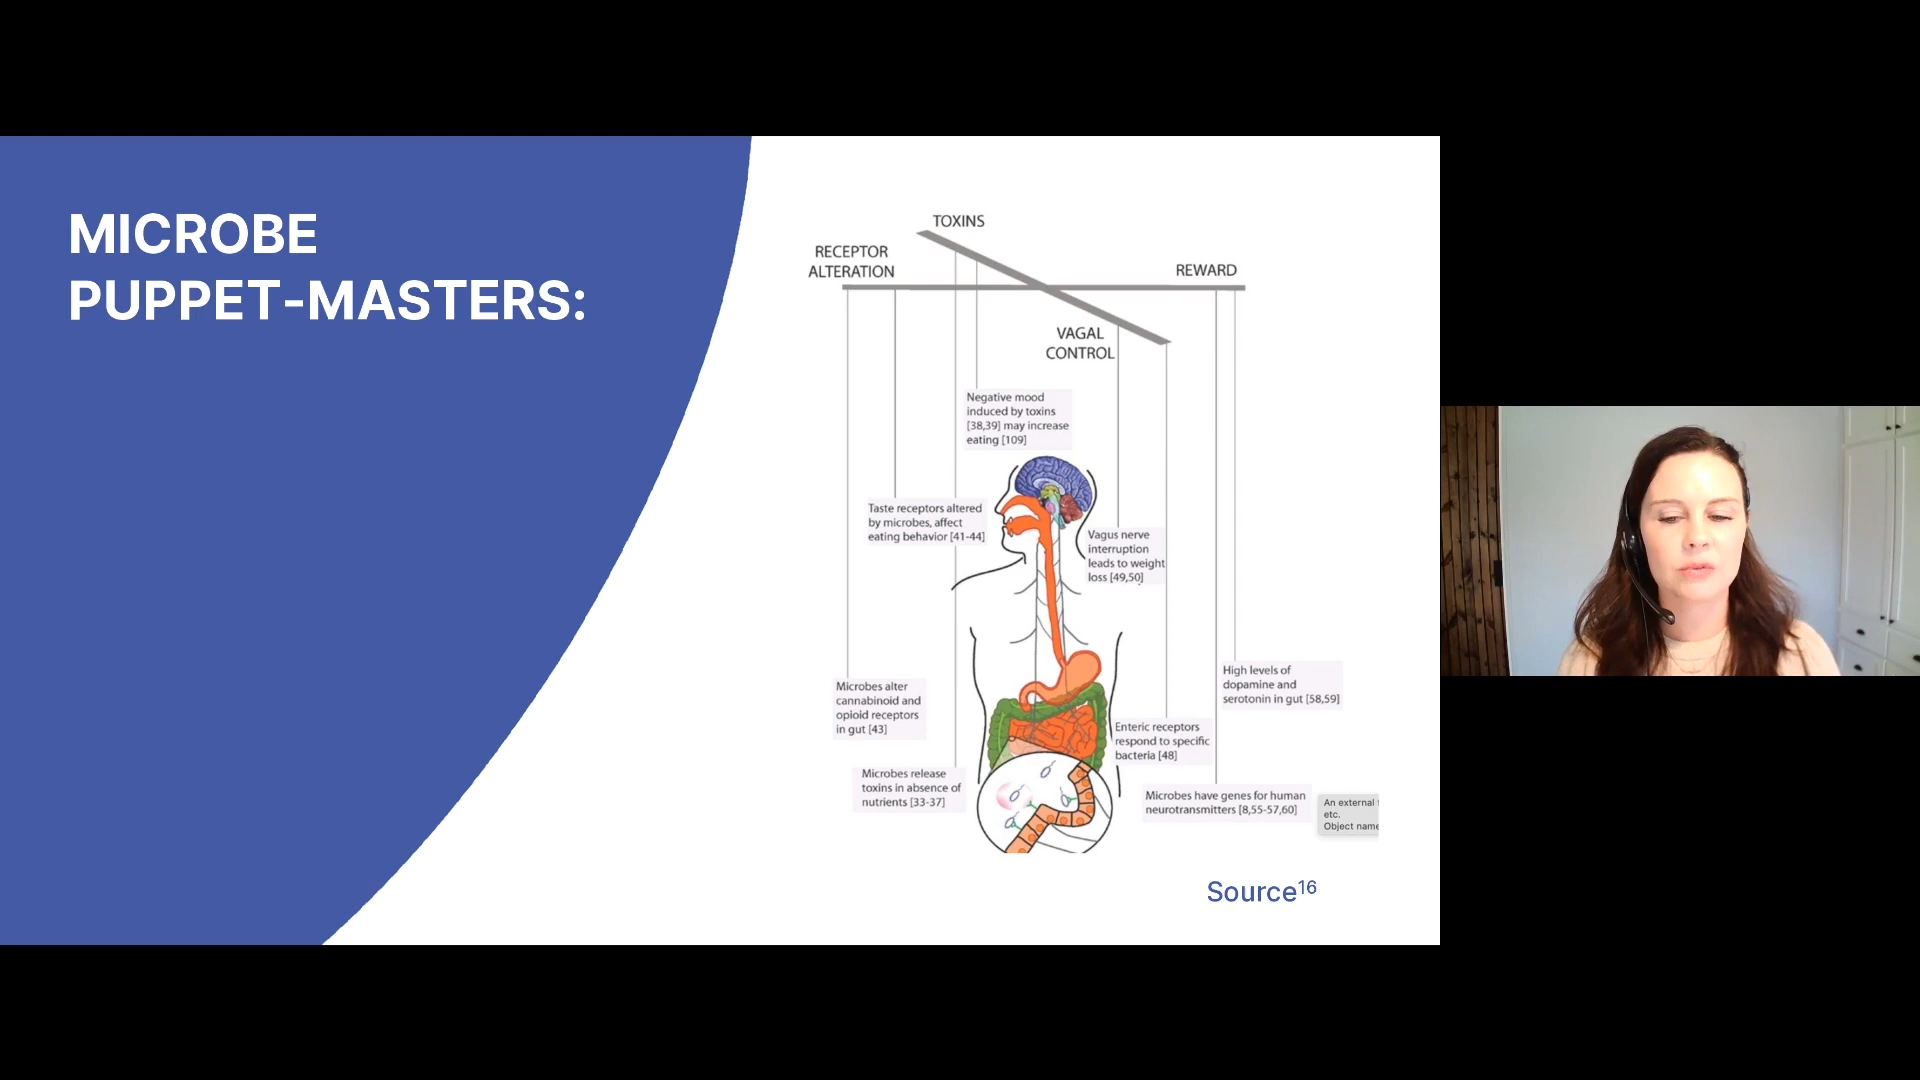 MICROBE
PUPPET-MASTERS:
TOXINS
RECEPTOR
ALTERATION
REWARD
VAGAL
CONTROL
Negative mood
induced by toxins
[38,39] may increase
eating [109]
Taste receptors altered
by microbes, affect
eating behavior [41-44]
Vagus nerve
interruption
leads to weight
loss [49,50]
Microbes alter
cannabinoid and
opioid receptors
in gut [43]
High levels of
dopamine and
serotonin in gut [58,59]
Enteric receptors
respond to specific
bacteria [48]
Microbes release
toxins in absence of
nutrients [33-37]
Microbes have genes for human
neurotransmitters [8,55-57,60]
An external
etc.
Object name
Source16